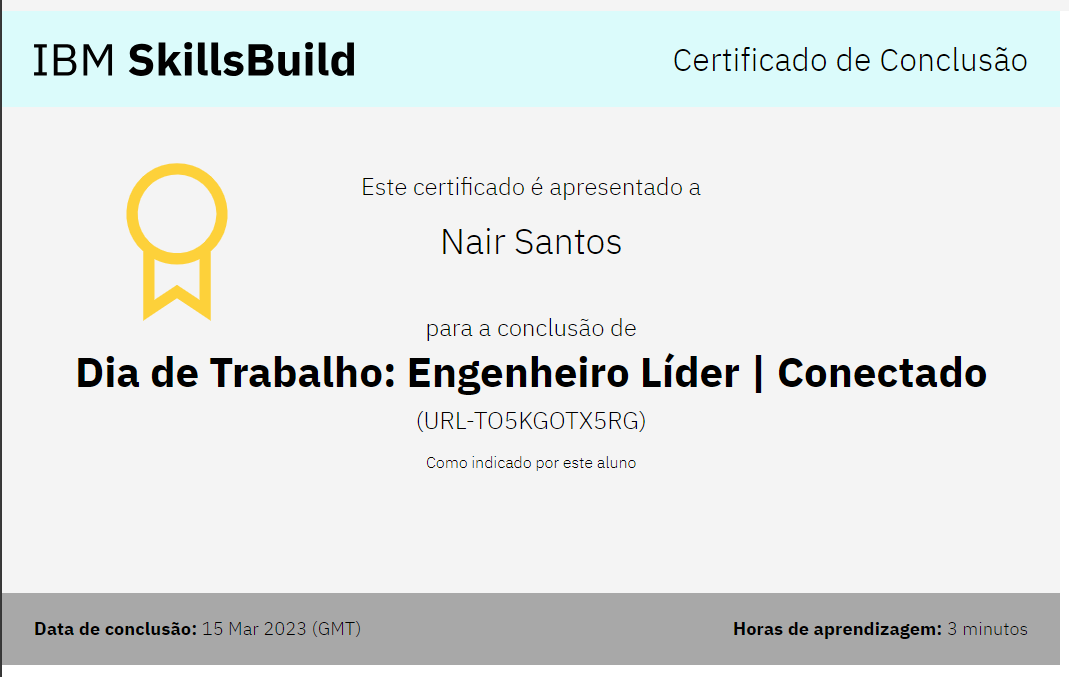 IBM SkillsBuild
Certificado de Conclusão
Este certificado é apresentado a
Nair Santos
para a conclusão de
Dia de Trabalho: Engenheiro Líder | Conectado
(URL-TO5KGOTX5RG)
Como indicado por este aluno
Data de conclusão: 15 Mar 2023 (GMT)
Horas de aprendizagem: 3 minutos